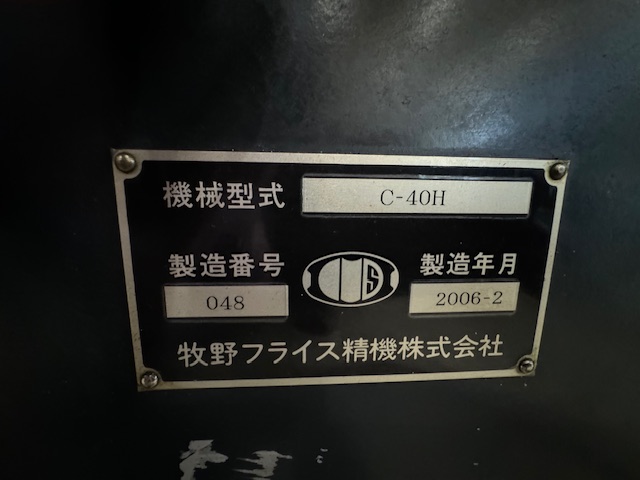 機械型式 C-40H
製造番号 製造年月
048 2006-2
牧野フライス精機株式会社